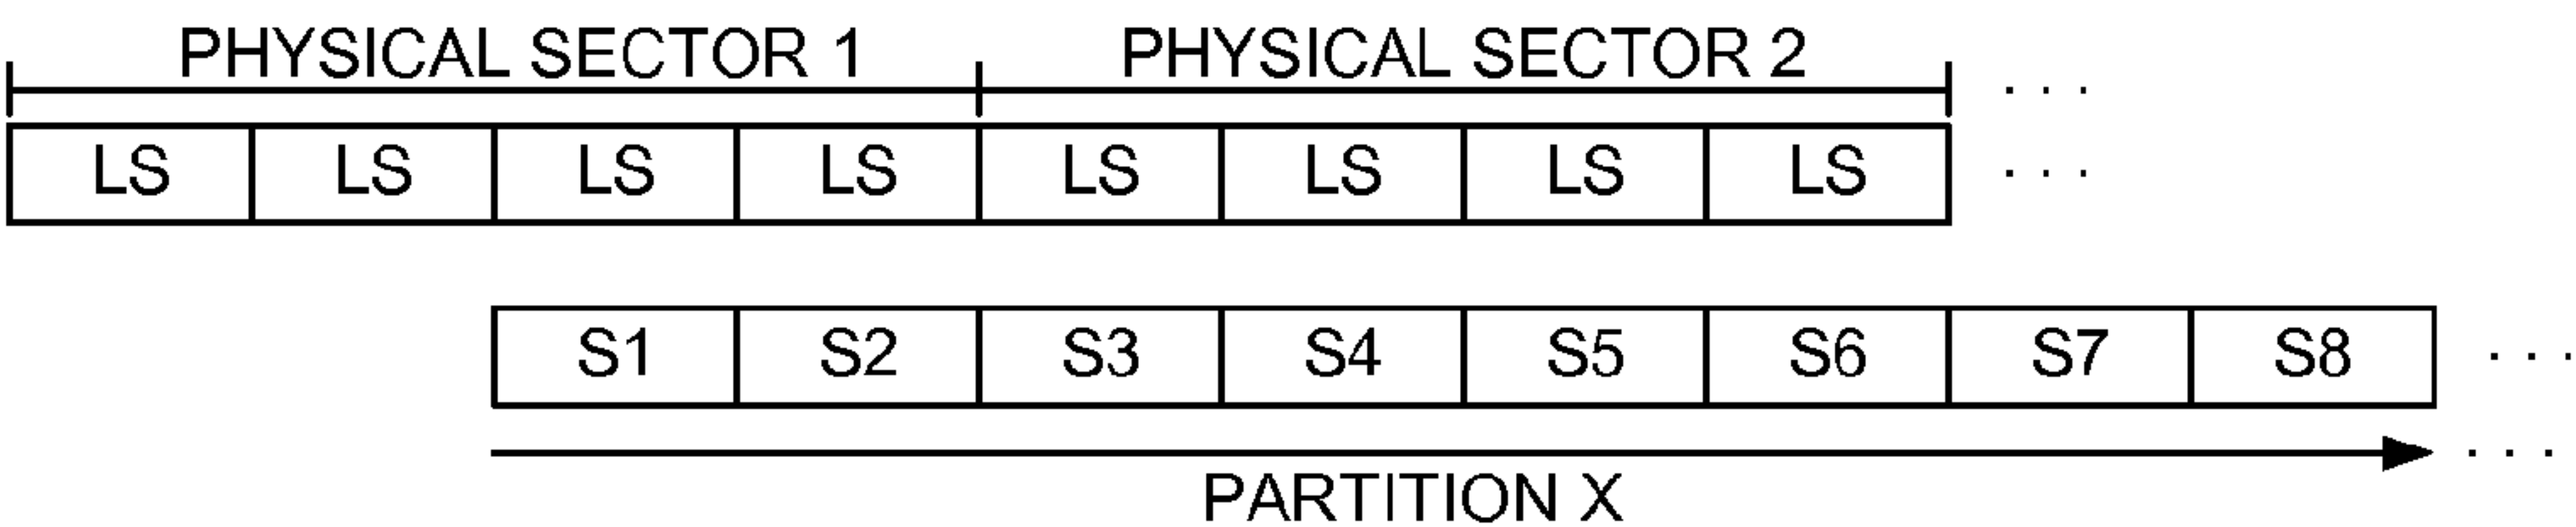 PHYSICAL SECTOR 1 PHYSICAL SECTOR 2 . . .
LS LS LS LS LS LS LS LS . . .
S1 S2 S3 S4 S5 S6 S7 S8 . . .
. . .
PARTITION X